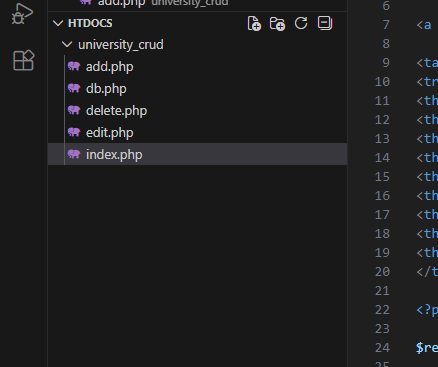 add.php university_crud
HTDOCS
university_crud
add.php
db.php
delete.php
edit.php
index.php
6
7 <a
8
9 <ta
10 <tr
11 <th
12 <th
13 <th
14 <th
15 <th
16 <th
17 <th
18 <th
19 <th
20 </t
21
22 <?p
23
24 $re
25